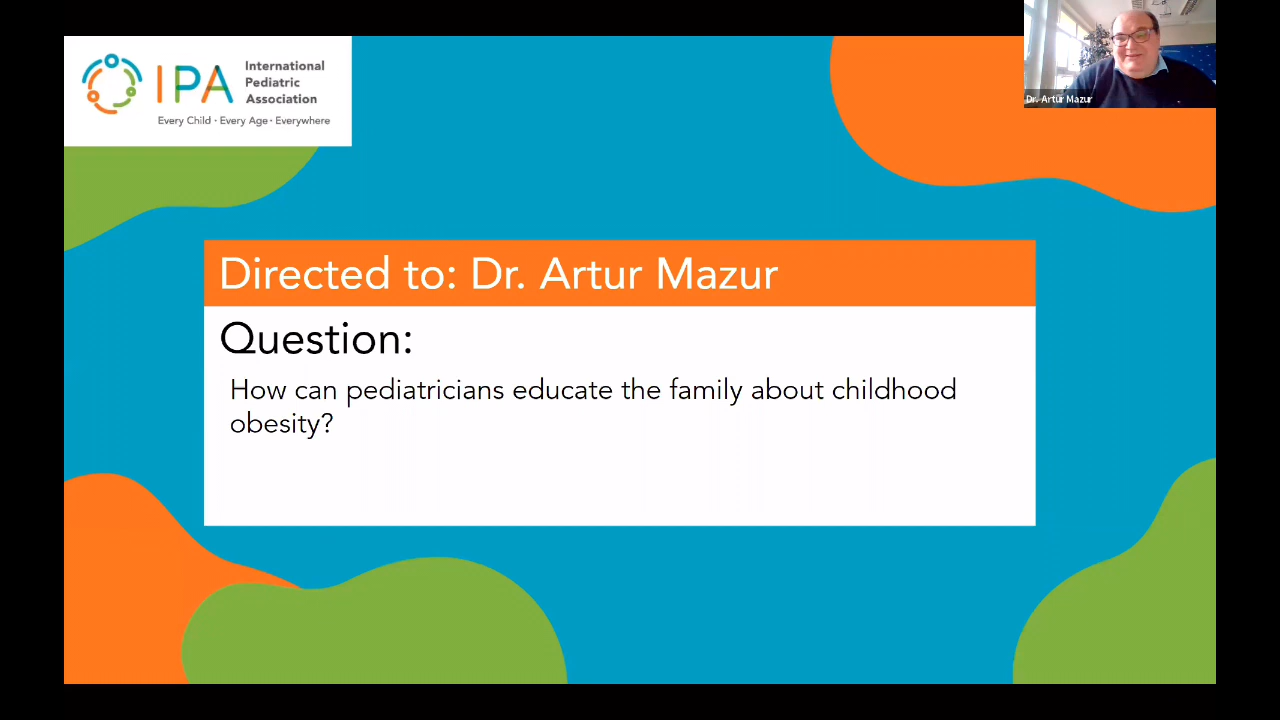 IPA
International
Pediatric
Association
Every Child · Every Age · Everywhere
Dr. Artur Mazur
Directed to: Dr. Artur Mazur
Question:
How can pediatricians educate the family about childhood
obesity?